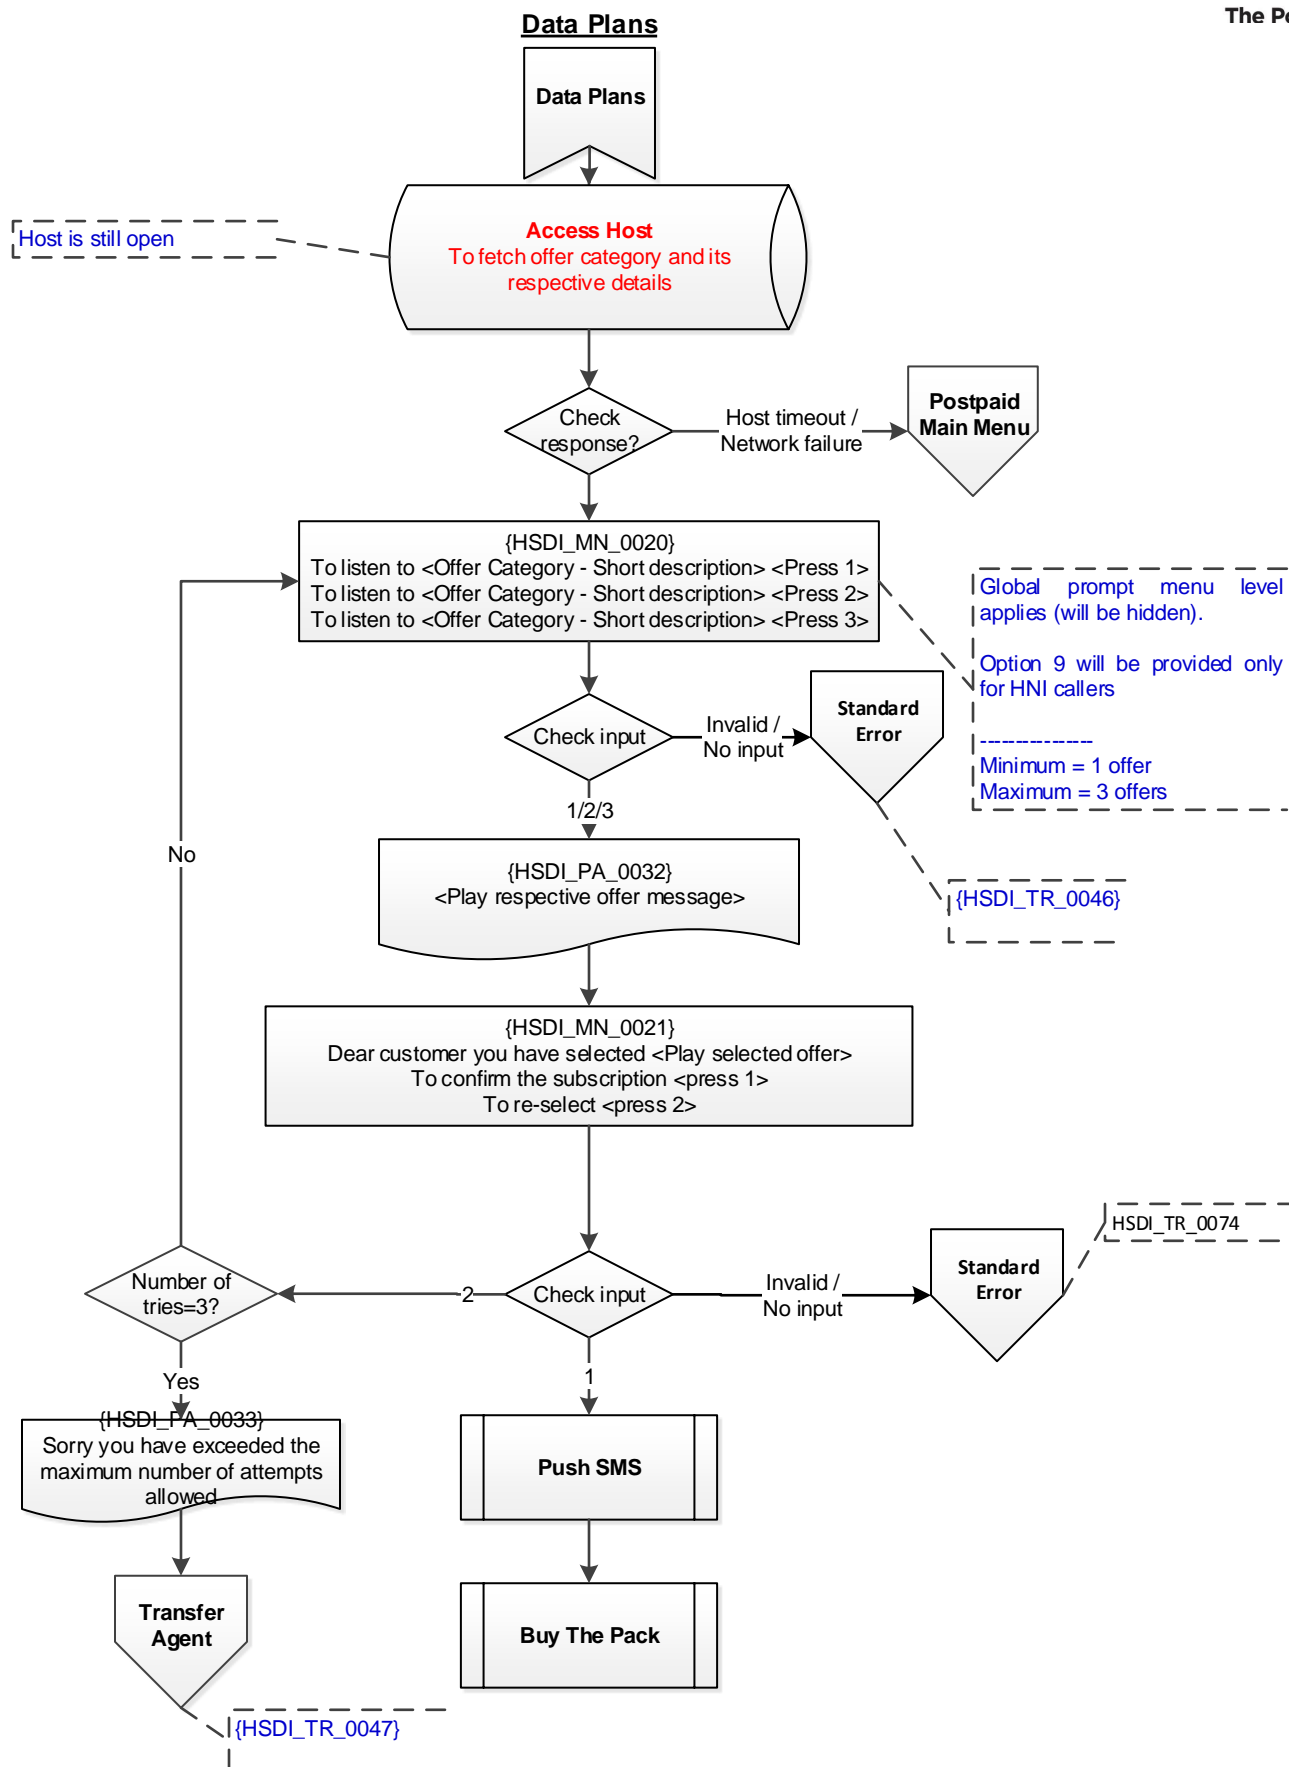 Data Plans
The Po
Data Plans
Host is still open
Access Host
To fetch offer category and its
respective details
Check
response?
Host timeout /
Network failure
Postpaid
Main Menu
{HSDI_MN_0020}
To listen to <Offer Category - Short description> <Press 1>
To listen to <Offer Category - Short description> <Press 2>
To listen to <Offer Category - Short description> <Press 3>
Global prompt menu level
applies (will be hidden).
Option 9 will be provided only
for HNI callers
----------------
Minimum = 1 offer
Maximum = 3 offers
Check input
Invalid /
No input
Standard
Error
1/2/3
No
{HSDI_PA_0032}
<Play respective offer message>
{HSDI_TR_0046}
{HSDI_MN_0021}
Dear customer you have selected <Play selected offer>
To confirm the subscription <press 1>
To re-select <press 2>
HSDI_TR_0074
Number of
tries=3?
2
Check input
Invalid /
No input
Standard
Error
Yes
1
{HSDI_PA_0033}
Sorry you have exceeded the
maximum number of attempts
allowed
Push SMS
Transfer
Agent
Buy The Pack
{HSDI_TR_0047}